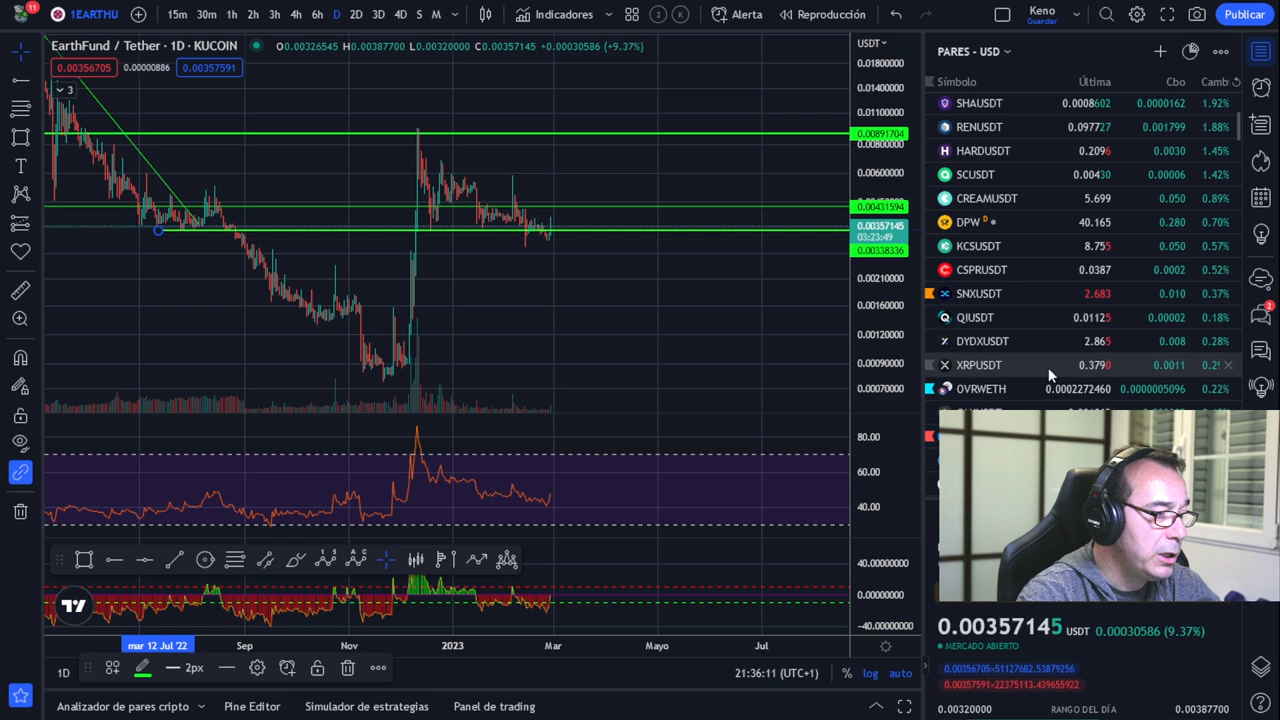 11
1EARTHU
15m 30m 1h 2h 3h 4h 6h D 2D 3D 4D S M
Indicadores
2 K
Alerta
Reproducción
Keno
Guardar
Publicar
EarthFund / Tether · 1D · KUCOIN
O0.00326545 H0.00387700 L0.00320000 C0.00357145 +0.00030586 (+9.37%)
0.00356705 0.00000886 0.00357591
3
USDT
0.01800000
0.01400000
0.01100000
0.00891704
0.00800000
0.00600000
0.00431594
0.00357145
03:23:49
0.00338336
0.00210000
0.00160000
0.00120000
0.00090000
0.00070000
80.00
60.00
40.00
40.00000000
0.00000000
-40.00000000
mar 12 Jul '22 Sep Nov 2023 Mar Mayo Jul
2px
1D
21:36:11 (UTC+1) % log auto
Analizador de pares cripto Pine Editor Simulador de estrategias Panel de trading
PARES - USD
Símbolo Última Cbo Camb
SHAUSDT 0.0008602 0.0000162 1.92%
RENUSDT 0.097727 0.001799 1.88%
HARDUSDT 0.2096 0.0030 1.45%
SCUSDT 0.00430 0.00006 1.42%
CREAMUSDT 5.699 0.050 0.89%
DPW D 40.165 0.280 0.70%
KCSUSDT 8.755 0.050 0.57%
CSPRUSDT 0.0387 0.0002 0.52%
SNXUSDT 2.683 0.010 0.37%
QIUSDT 0.01125 0.00002 0.18%
DYDXUSDT 2.865 0.008 0.28%
XRPUSDT 0.3790 0.0011
OVRWETH 0.0002272460 0.0000005096 0.22%
2
0.00357145 USDT 0.00030586 (9.37%)
MERCADO ABIERTO
0.00356705×51127682.53879256
0.00357591×22375113.439655922
0.00320000 RANGO DEL DÍA 0.00387700